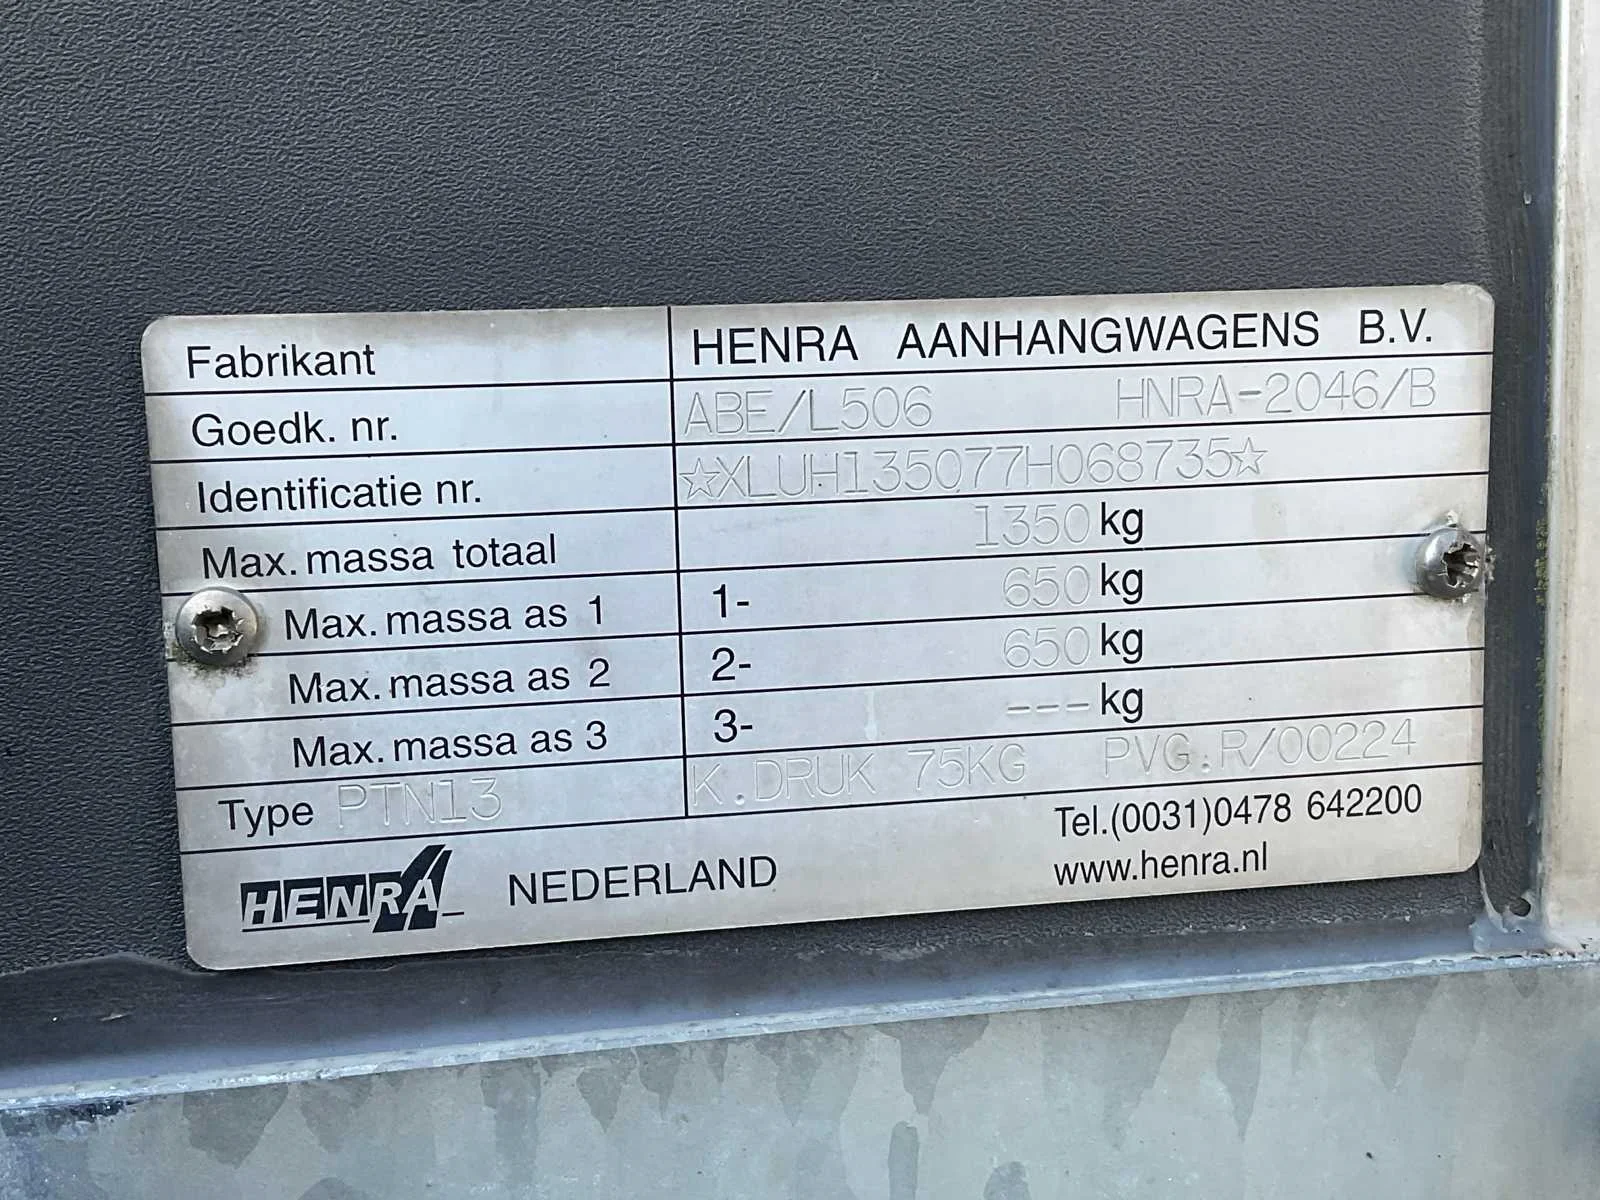 Fabrikant HENRA AANHANGWAGENS B.V.
Goedk. nr. ABE/L506 HNRA-2046/B
Identificatie nr. ☆XLUH135077H068735☆
Max. massa totaal 1350 kg
Max. massa as 1 1- 650 kg
Max. massa as 2 2- 650 kg
Max. massa as 3 3- --- kg
Type PTN13 K.DRUK 75KG PVG.R/00224
HENRA NEDERLAND Tel.(0031)0478 642200
www.henra.nl